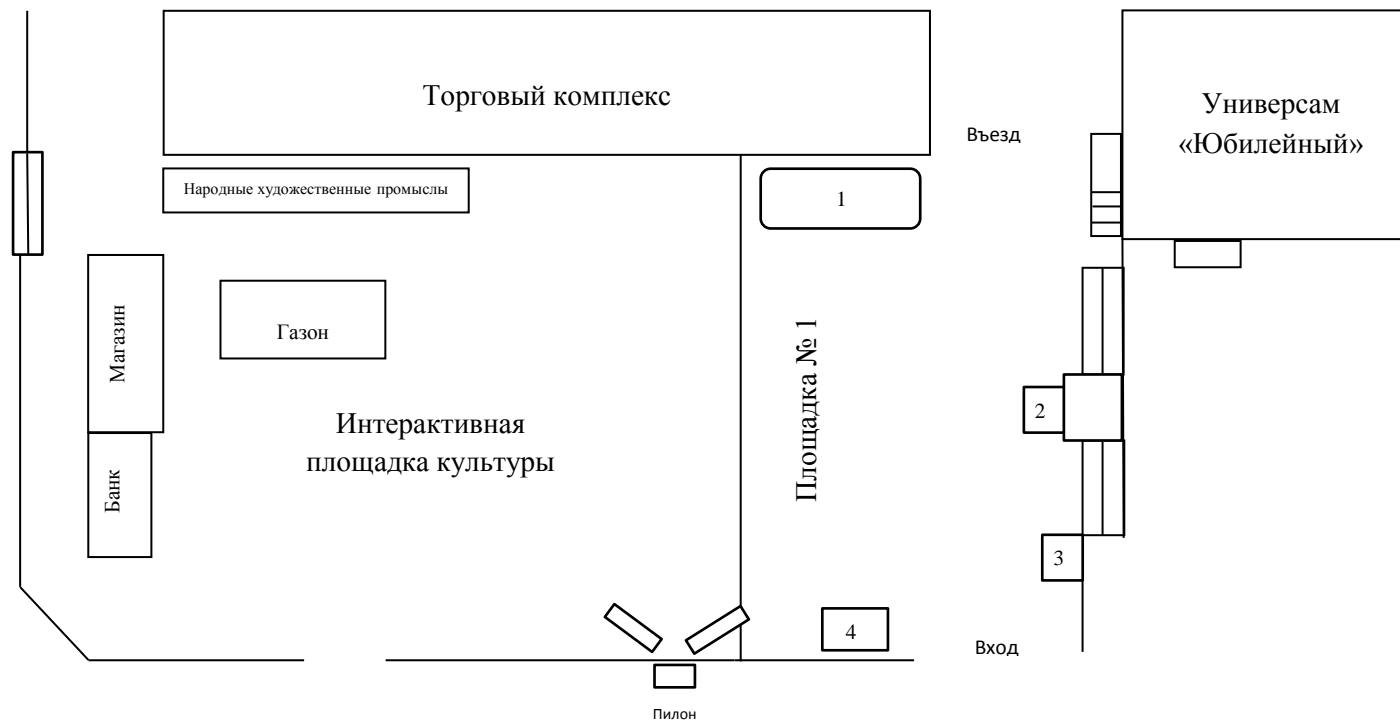 Торговый комплекс
Универсам
«Юбилейный»
Въезд
Народные художественные промыслы
1
Магазин
Газон
Площадка № 1
2
Интерактивная
площадка культуры
Банк
3
4
Вход
Пилон